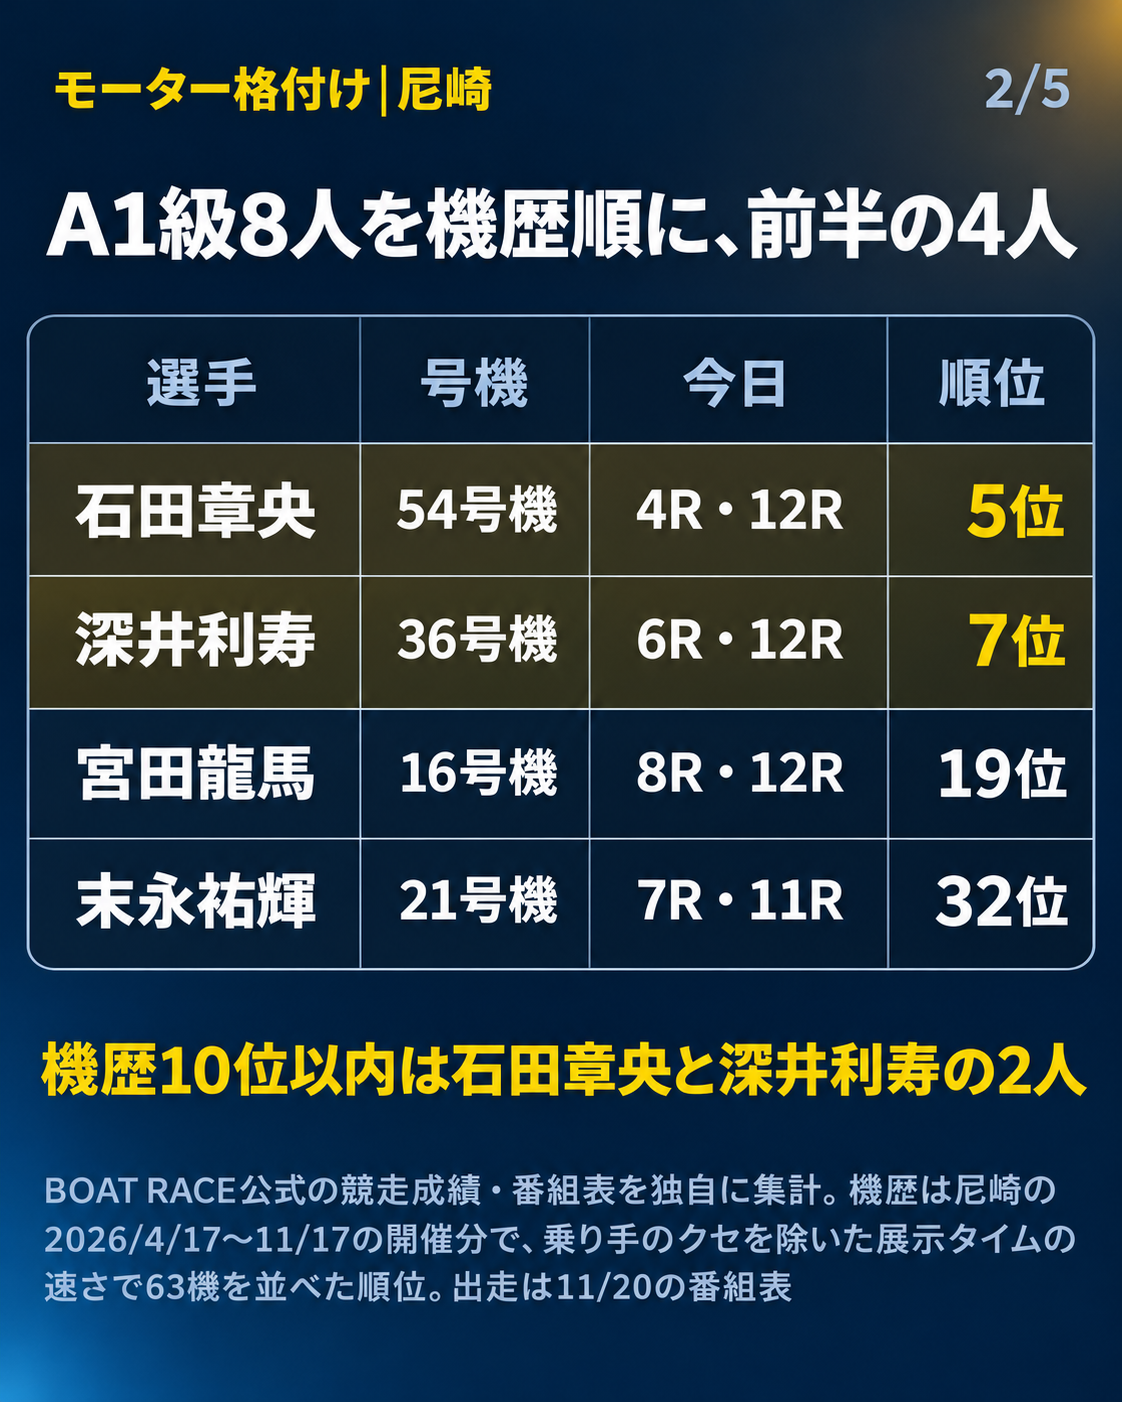 モーター格付け|尼崎
2/5
A1級8人を機歴順に、前半の4人
選手 号機 今日 順位
石田章央 54号機 4R・12R 5位
深井利寿 36号機 6R・12R 7位
宮田龍馬 16号機 8R・12R 19位
末永祐輝 21号機 7R・11R 32位
機歴10位以内は石田章央と深井利寿の2人
BOAT RACE公式の競走成績・番組表を独自に集計。機歴は尼崎の
2026/4/17〜11/17の開催分で、乗り手のクセを除いた展示タイムの
速さで63機を並べた順位。出走は11/20の番組表